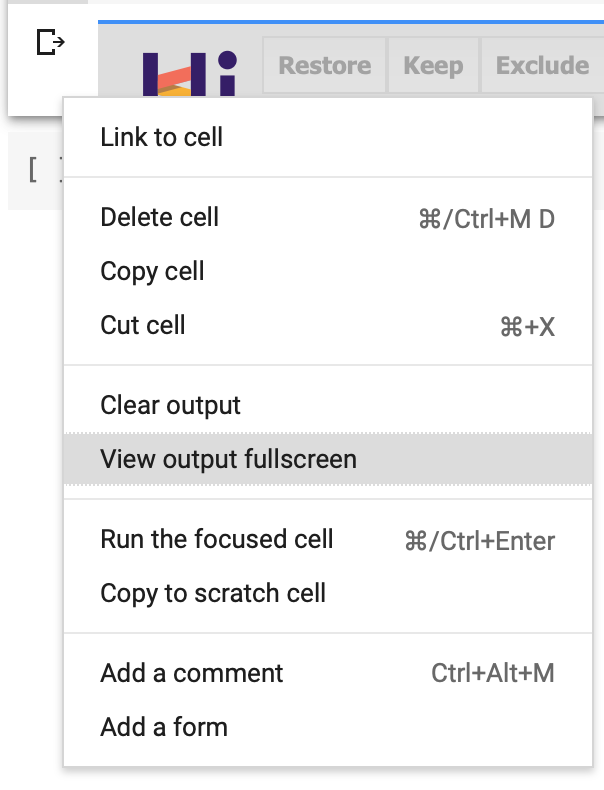 Hi Restore Keep Exclude
Link to cell
[ ]
Delete cell ⌘/Ctrl+M D
Copy cell
Cut cell ⌘+X
Clear output
View output fullscreen
Run the focused cell ⌘/Ctrl+Enter
Copy to scratch cell
Add a comment Ctrl+Alt+M
Add a form